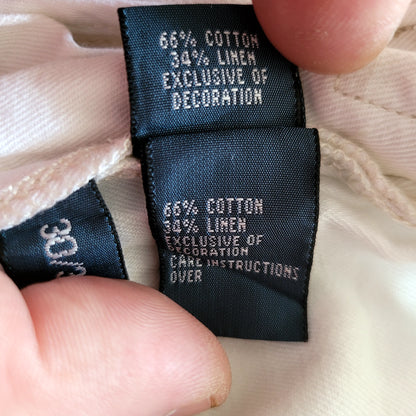 66% COTTON
34% LINEN
EXCLUSIVE OF
DECORATION
66% COTTON
34% LINEN
EXCLUSIVE OF
DECORATION
CARE INSTRUCTIONS
OVER